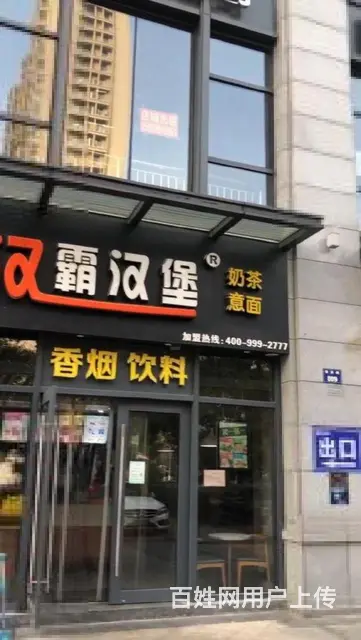 汉霸汉堡®
奶茶
意面
加盟热线:400-999-2777
香烟 饮料
出口
百姓网用户上传